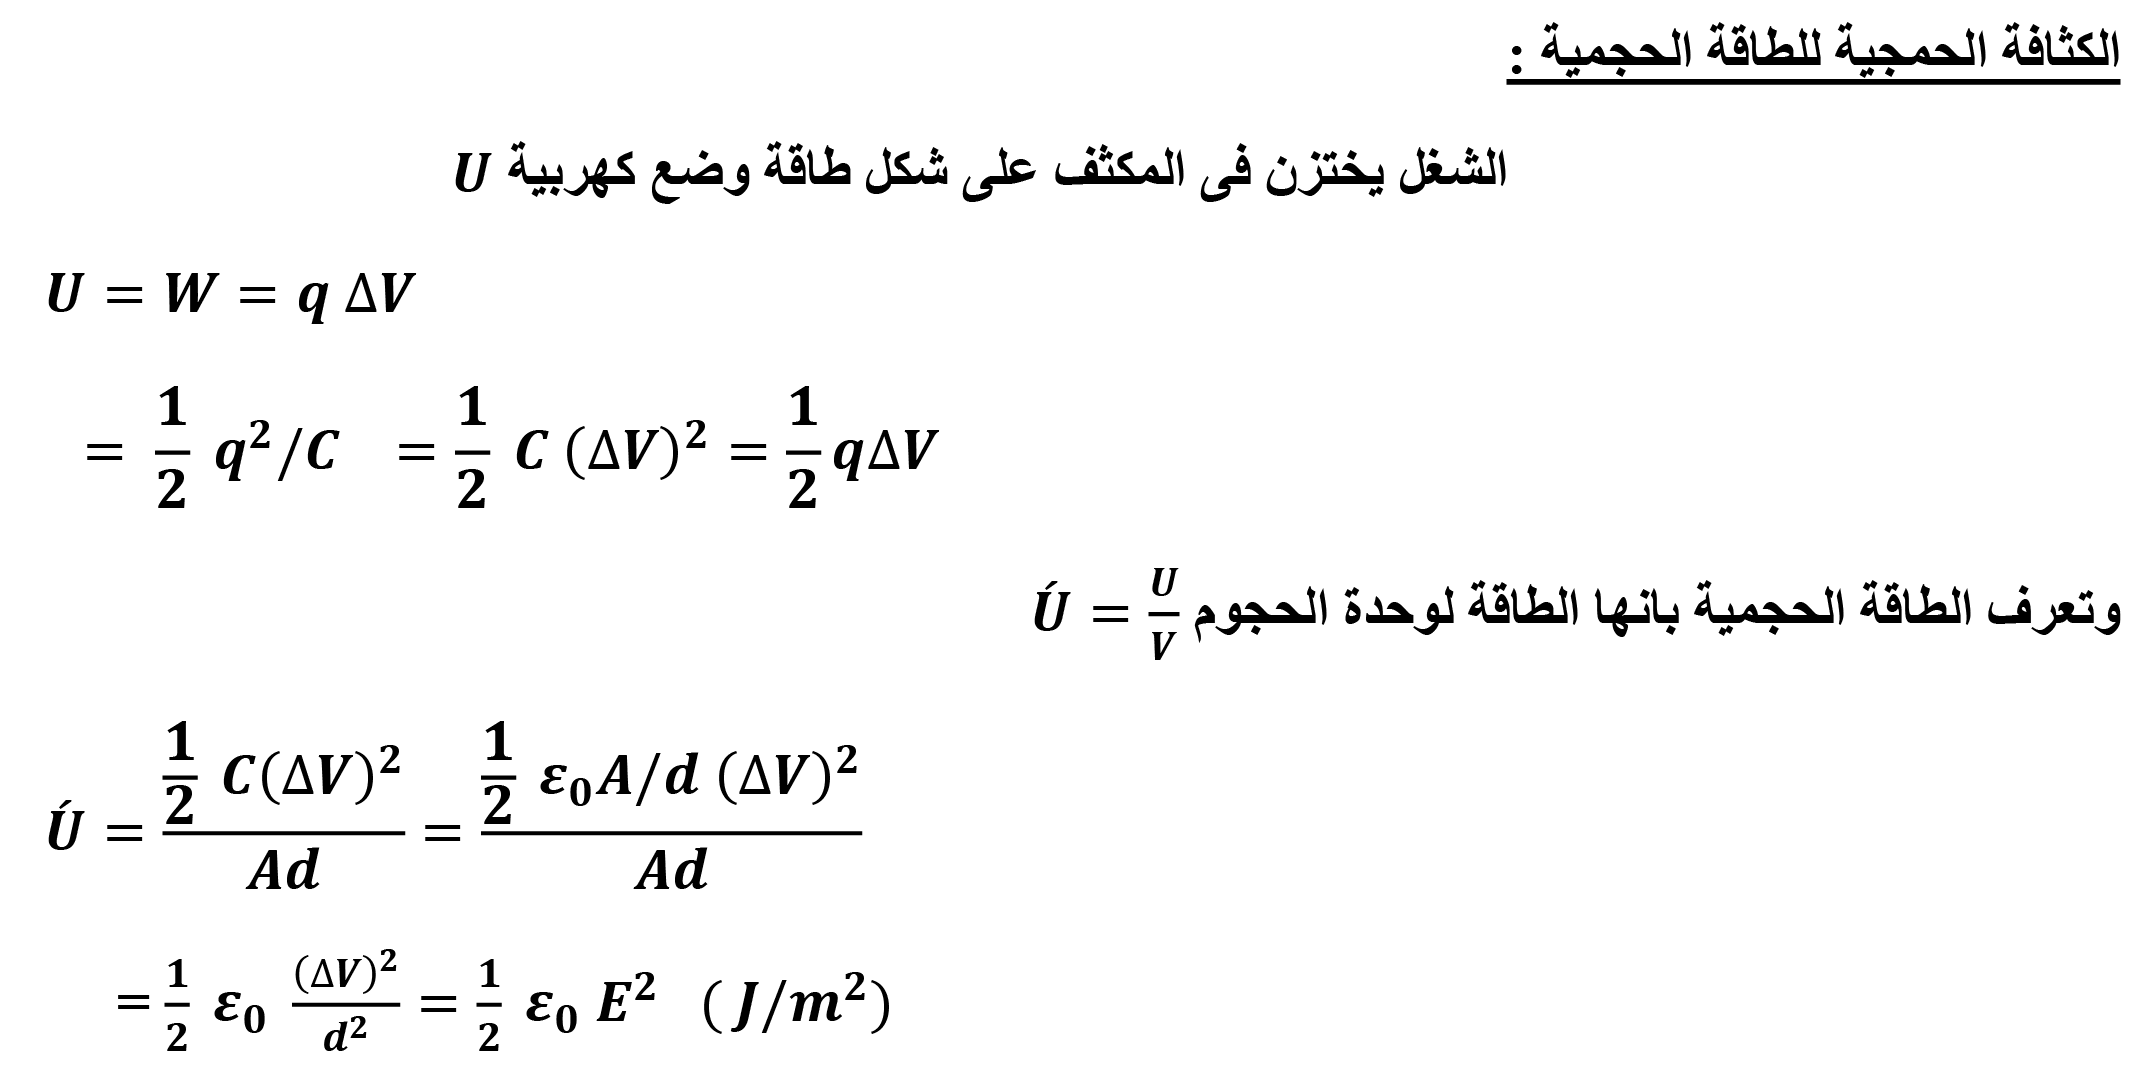 الكثافة الحمجية للطاقة الحجمية :
الشغل يختزن فى المكثف على شكل طاقة وضع كهربية U
U = W = q ΔV
= 1/2 q²/C = 1/2 C (ΔV)² = 1/2 qΔV
وتعرف الطاقة الحجمية بانها الطاقة لوحدة الحجوم Ú = U/V
Ú = (1/2 C(ΔV)²)/(Ad) = (1/2 ε₀A/d (ΔV)²)/(Ad)
= 1/2 ε₀ (ΔV)²/d² = 1/2 ε₀ E² (J/m²)